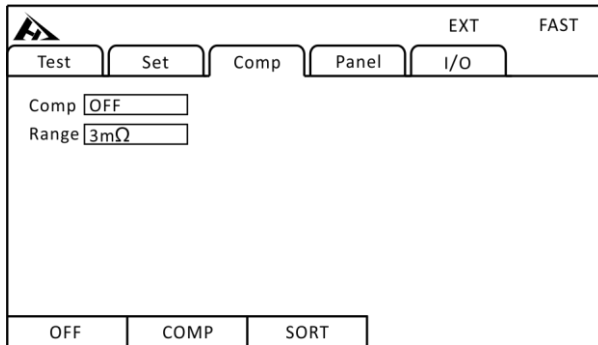 EXT FAST
Test Set Comp Panel I/O
Comp OFF
Range 3mΩ
OFF COMP SORT